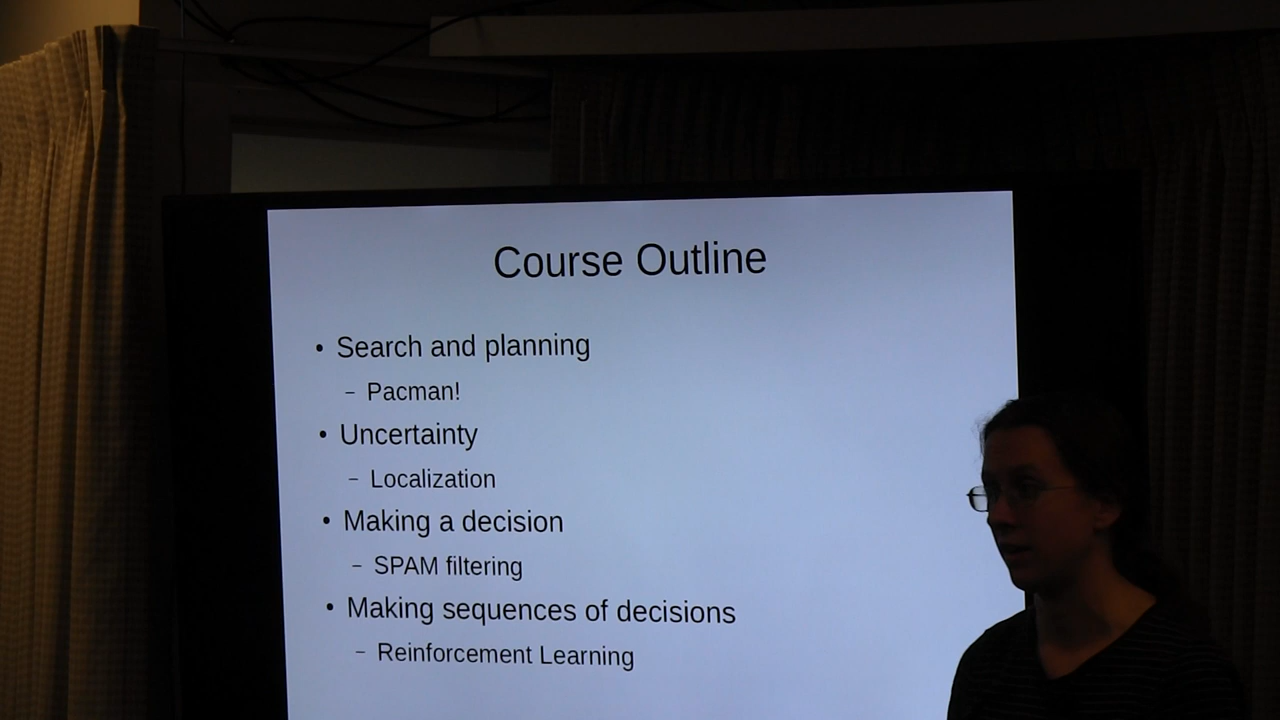 Course Outline
• Search and planning
– Pacman!
• Uncertainty
– Localization
• Making a decision
– SPAM filtering
• Making sequences of decisions
– Reinforcement Learning